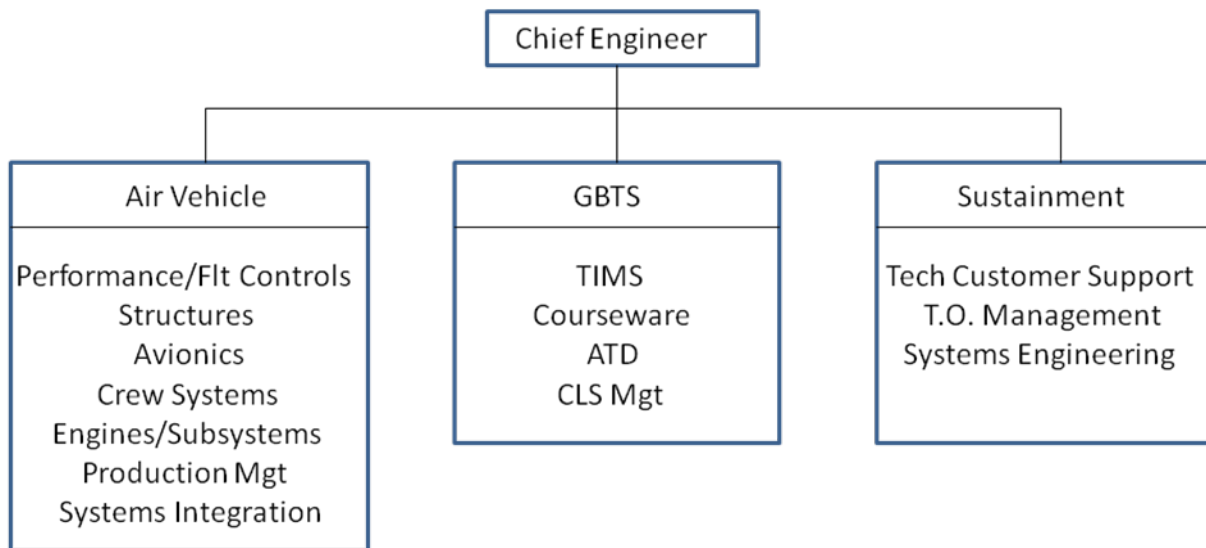 Chief Engineer
Air Vehicle
Performance/Flt Controls
Structures
Avionics
Crew Systems
Engines/Subsystems
Production Mgt
Systems Integration
GBTS
TIMS
Courseware
ATD
CLS Mgt
Sustainment
Tech Customer Support
T.O. Management
Systems Engineering